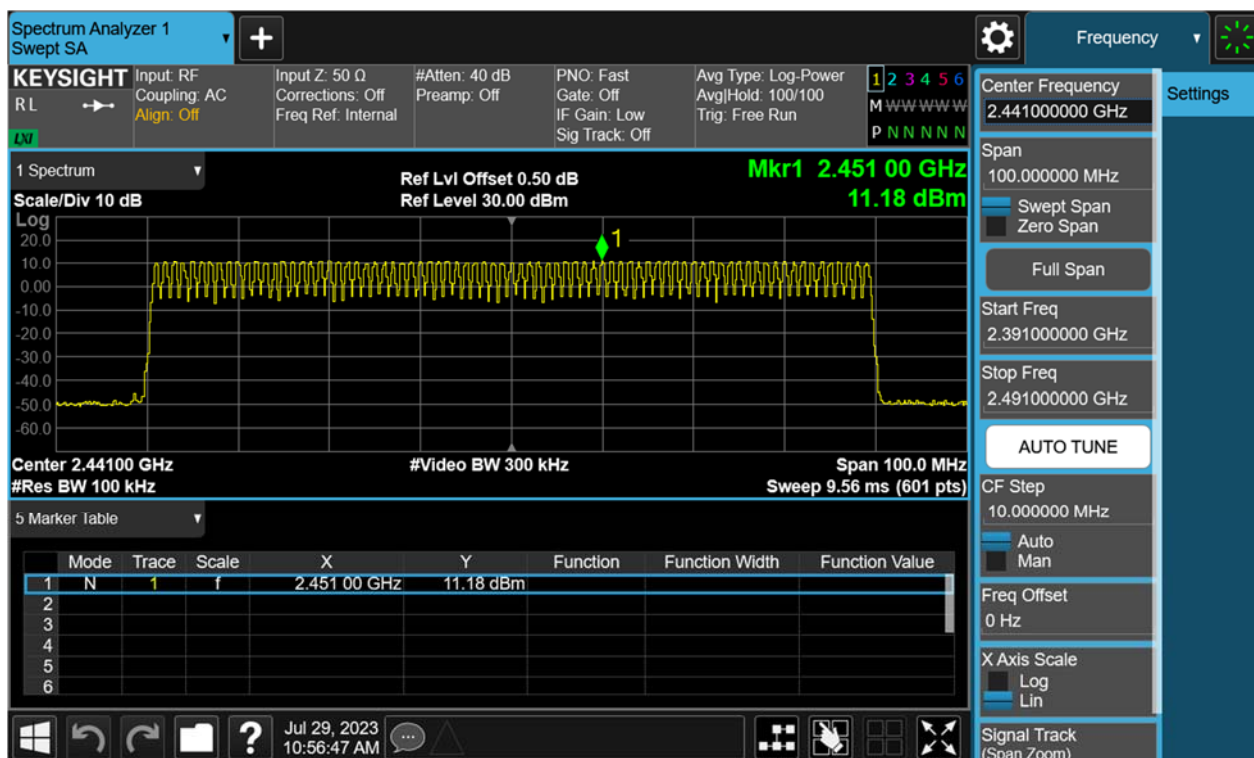 Spectrum Analyzer 1
Swept SA
Frequency
KEYSIGHT
R L
LXI
Input: RF
Coupling: AC
Align: Off
Input Z: 50 Ω
Corrections: Off
Freq Ref: Internal
#Atten: 40 dB
Preamp: Off
PNO: Fast
Gate: Off
IF Gain: Low
Sig Track: Off
Avg Type: Log-Power
Avg|Hold: 100/100
Trig: Free Run
1 2 3 4 5 6
M W W W W W
P N N N N N
1 Spectrum
Scale/Div 10 dB
Ref Lvl Offset 0.50 dB
Ref Level 30.00 dBm
Mkr1 2.451 00 GHz
11.18 dBm
Log
20.0
10.0
0.00
-10.0
-20.0
-30.0
-40.0
-50.0
-60.0
1
Center 2.44100 GHz
#Video BW 300 kHz
Span 100.0 MHz
#Res BW 100 kHz
Sweep 9.56 ms (601 pts)
5 Marker Table
Mode Trace Scale X Y Function Function Width Function Value
1 N 1 f 2.451 00 GHz 11.18 dBm
2
3
4
5
6
?
Jul 29, 2023
10:56:47 AM
Center Frequency
2.441000000 GHz
Settings
Span
100.000000 MHz
Swept Span
Zero Span
Full Span
Start Freq
2.391000000 GHz
Stop Freq
2.491000000 GHz
AUTO TUNE
CF Step
10.000000 MHz
Auto
Man
Freq Offset
0 Hz
X Axis Scale
Log
Lin
Signal Track
(Span Zoom)